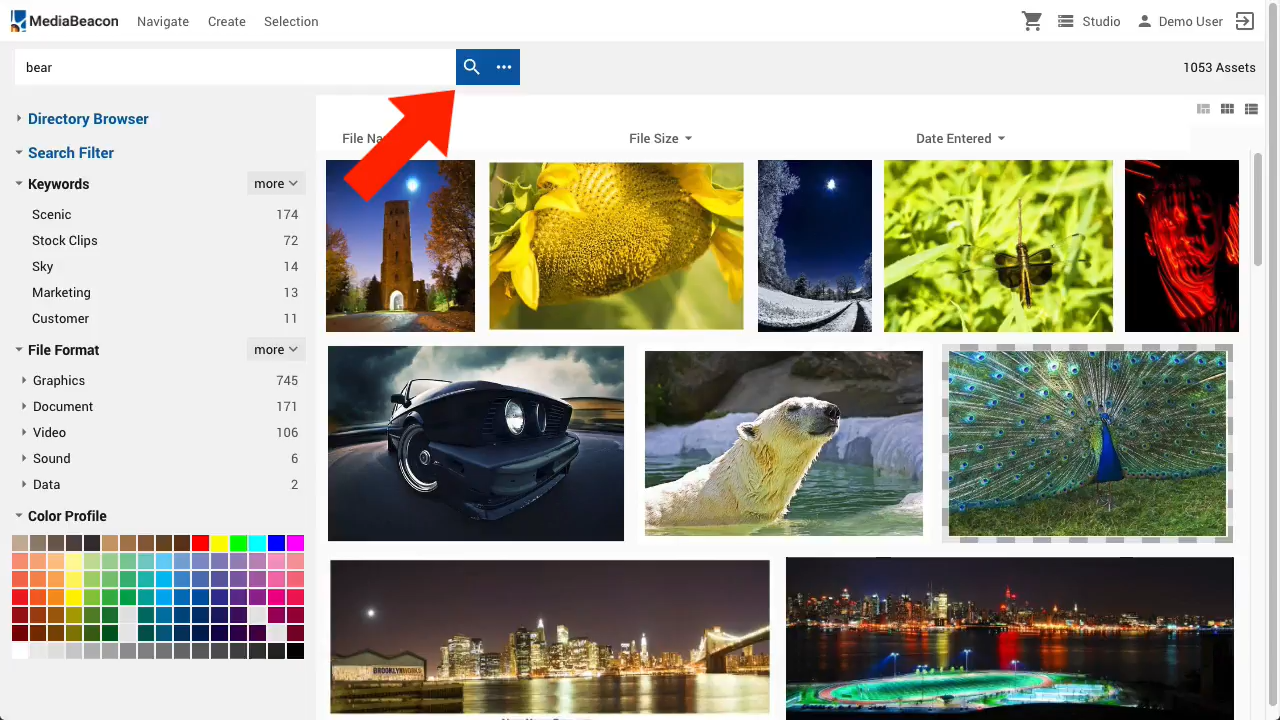 MediaBeacon Navigate Create Selection Studio Demo User
bear 1053 Assets
Directory Browser
Search Filter
Keywords more
Scenic 174
Stock Clips 72
Sky 14
Marketing 13
Customer 11
File Format more
Graphics 745
Document 171
Video 106
Sound 6
Data 2
Color Profile
File Size Date Entered
BROOKLYNWORKS